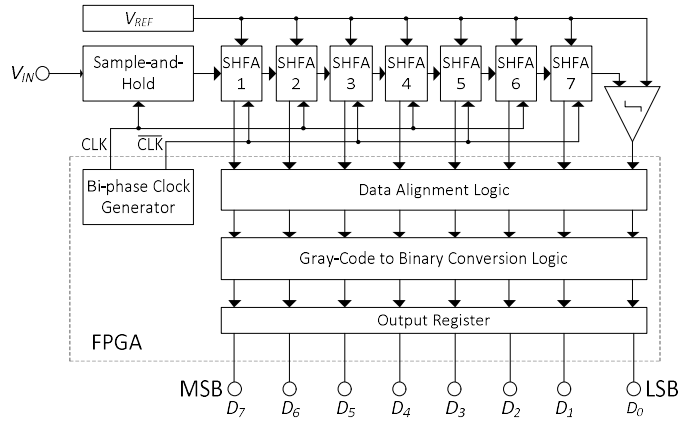 VREF
VIN
Sample-and-
Hold
SHFA
1
SHFA
2
SHFA
3
SHFA
4
SHFA
5
SHFA
6
SHFA
7
CLK
CLK
Bi-phase Clock
Generator
Data Alignment Logic
Gray-Code to Binary Conversion Logic
Output Register
FPGA
MSB
LSB
D7
D6
D5
D4
D3
D2
D1
D0